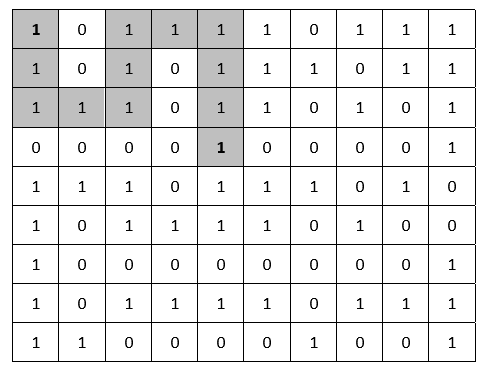 1 0 1 1 1 1 0 1 1 1
1 0 1 0 1 1 1 0 1 1
1 1 1 0 1 1 0 1 0 1
0 0 0 0 1 0 0 0 0 1
1 1 1 0 1 1 1 0 1 0
1 0 1 1 1 1 0 1 0 0
1 0 0 0 0 0 0 0 0 1
1 0 1 1 1 1 0 1 1 1
1 1 0 0 0 0 1 0 0 1